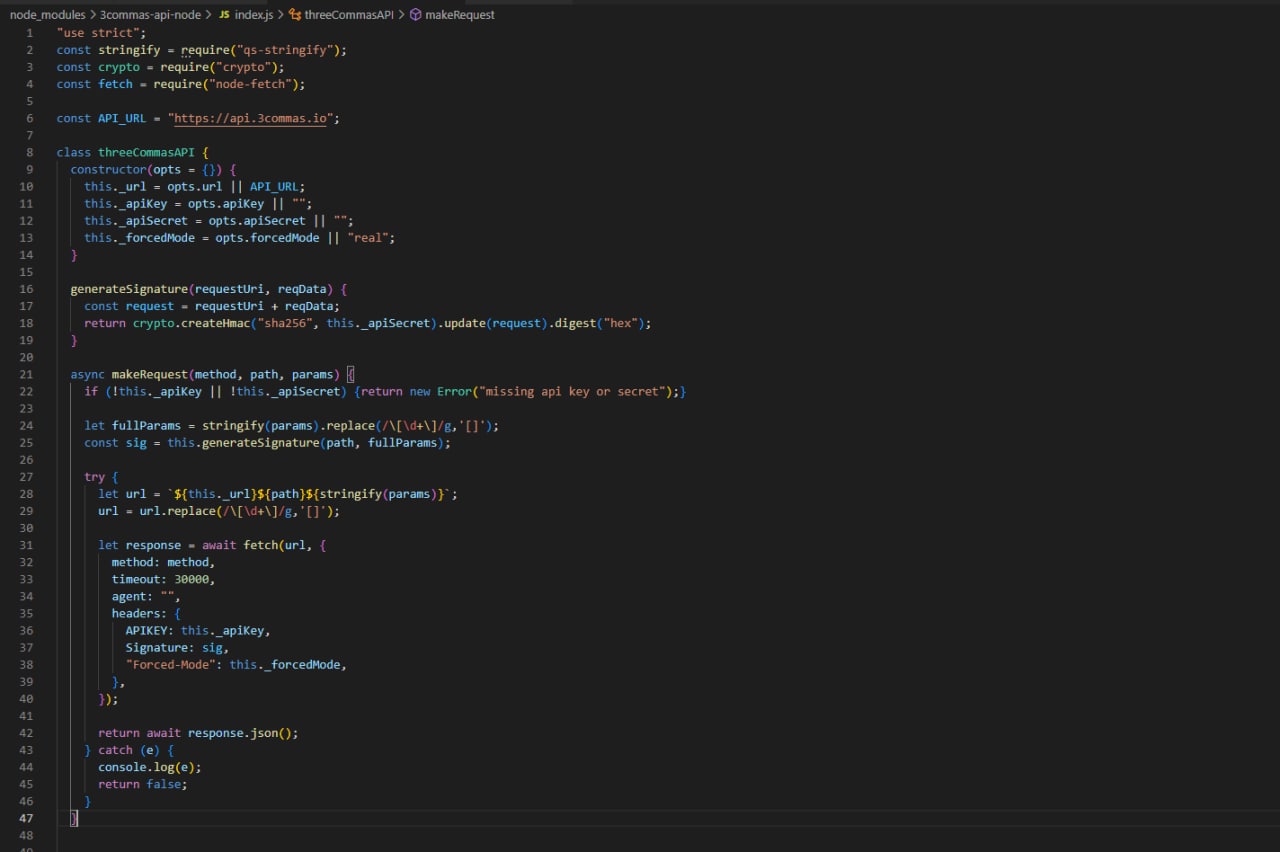 node_modules > 3commas-api-node > JS index.js > threeCommasAPI > makeRequest
1 "use strict";
2 const stringify = require("qs-stringify");
3 const crypto = require("crypto");
4 const fetch = require("node-fetch");
5
6 const API_URL = "https://api.3commas.io";
7
8 class threeCommasAPI {
9 constructor(opts = {}) {
10 this._url = opts.url || API_URL;
11 this._apiKey = opts.apiKey || "";
12 this._apiSecret = opts.apiSecret || "";
13 this._forcedMode = opts.forcedMode || "real";
14 }
15
16 generateSignature(requestUri, reqData) {
17 const request = requestUri + reqData;
18 return crypto.createHmac("sha256", this._apiSecret).update(request).digest("hex");
19 }
20
21 async makeRequest(method, path, params) {
22 if (!this._apiKey || !this._apiSecret) {return new Error("missing api key or secret");}
23
24 let fullParams = stringify(params).replace(/\[\d+\]/g,'[]');
25 const sig = this.generateSignature(path, fullParams);
26
27 try {
28 let url = `${this._url}${path}${stringify(params)}`;
29 url = url.replace(/\[\d+\]/g,'[]');
30
31 let response = await fetch(url, {
32 method: method,
33 timeout: 30000,
34 agent: "",
35 headers: {
36 APIKEY: this._apiKey,
37 Signature: sig,
38 "Forced-Mode": this._forcedMode,
39 },
40 });
41
42 return await response.json();
43 } catch (e) {
44 console.log(e);
45 return false;
46 }
47 }
48
49